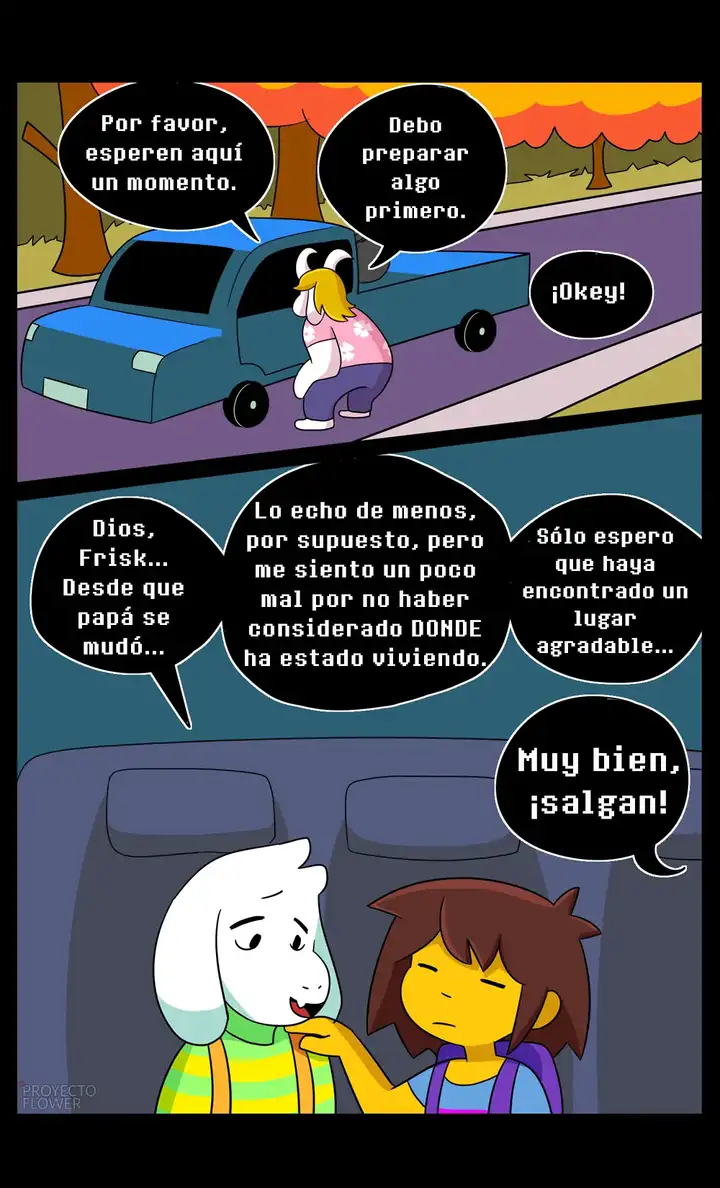 Por favor,
esperen aquí
un momento.
Debo
preparar
algo
primero.
¡Okey!
Dios,
Frisk...
Desde que
papá se
mudó...
Lo echo de menos,
por supuesto, pero
me siento un poco
mal por no haber
considerado DONDE
ha estado viviendo.
Sólo espero
que haya
encontrado un
lugar
agradable...
Muy bien,
¡salgan!
PROYECTO
FLOWER